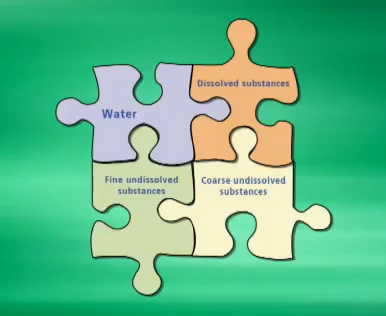 Dissolved substances
Water
Fine undissolved
substances
Coarse undissolved
substances